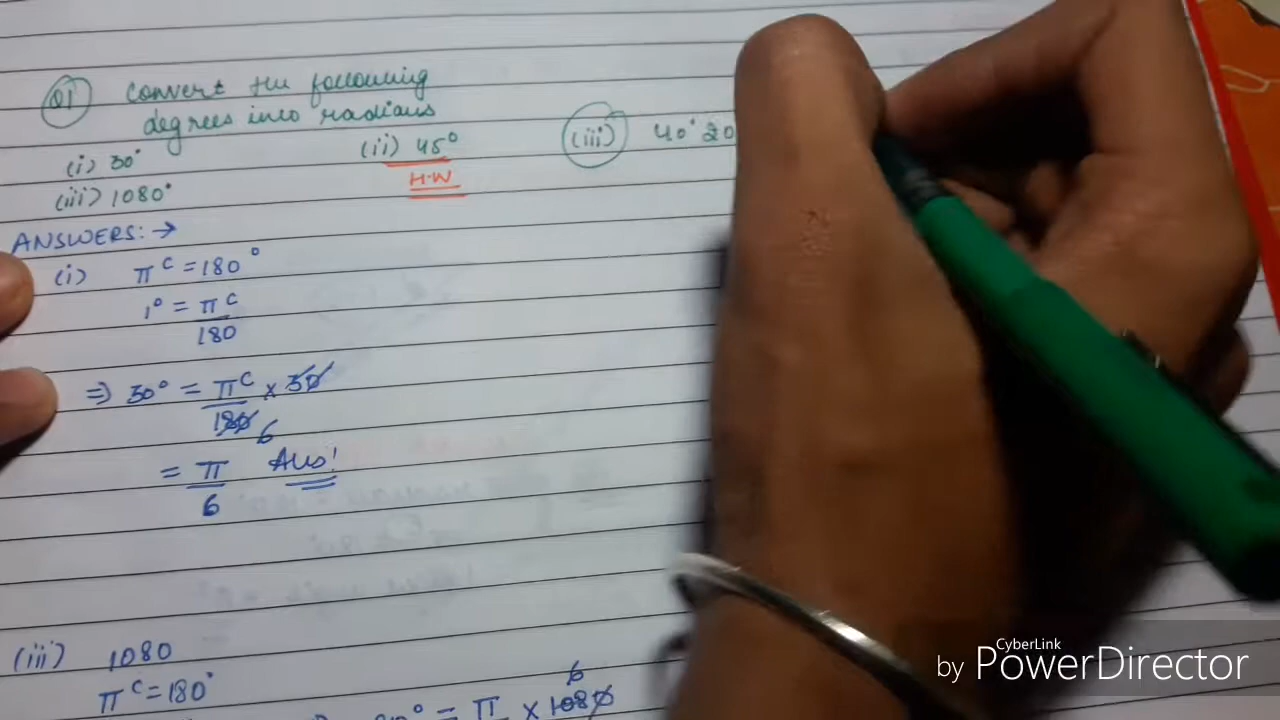 Q1 Convert the following
degrees into radians
(i) 30° (ii) 45° (iii) 40° 20
(iii) 1080° H.W
ANSWERS: →
(i) π^c = 180°
1° = π^c
180
⇒ 30° = π^c × 30
180 6
= π Ans!
6
(iii) 1080
π^c = 180°
6
0° = π × 1080
CyberLink
by PowerDirector